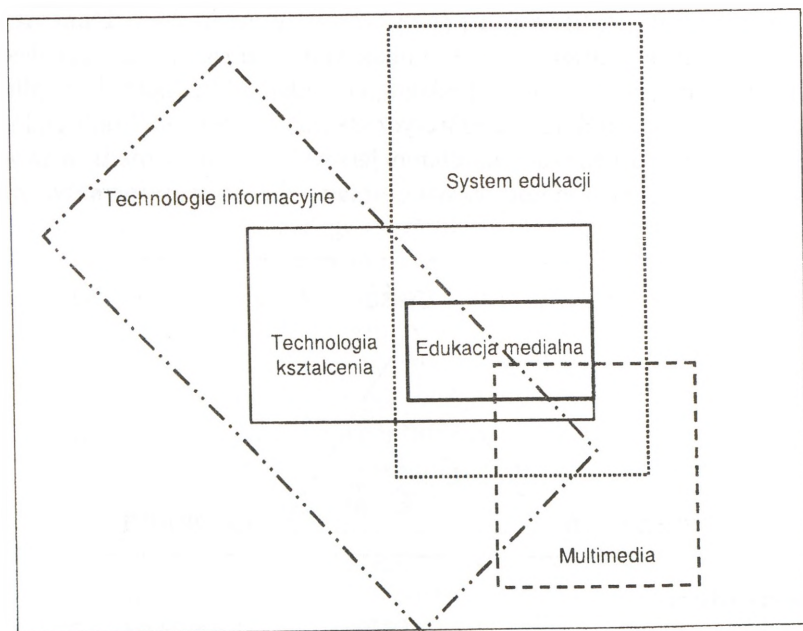 System edukacji
Technologie informacyjne
Technologia
kształcenia
Edukacja medialna
Multimedia